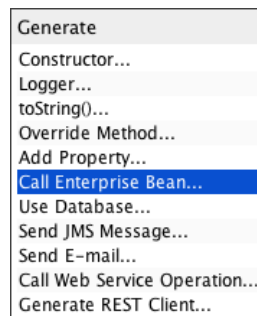 Generate
Constructor...
Logger...
toString()...
Override Method...
Add Property...
Call Enterprise Bean...
Use Database...
Send JMS Message...
Send E-mail...
Call Web Service Operation...
Generate REST Client...